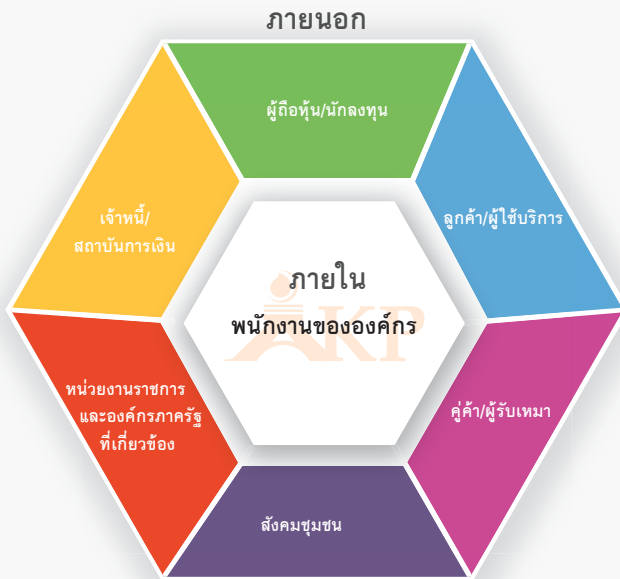 ภายนอก
ผู้ถือหุ้น/นักลงทุน
ลูกค้า/ผู้ใช้บริการ
เจ้าหนี้/
สถาบันการเงิน
ภายใน
พนักงานขององค์กร
AKP
หน่วยงานราชการ
และองค์กรภาครัฐ
ที่เกี่ยวข้อง
คู่ค้า/ผู้รับเหมา
สังคมชุมชน